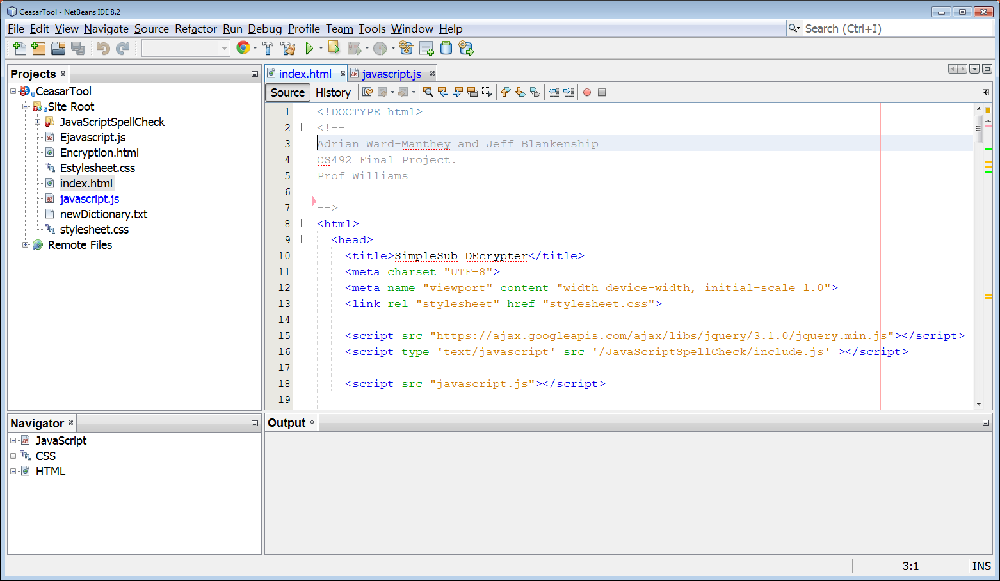 CeasarTool - NetBeans IDE 8.2
File Edit View Navigate Source Refactor Run Debug Profile Team Tools Window Help
Search (Ctrl+I)
Projects
CeasarTool
Site Root
JavaScriptSpellCheck
Ejavascript.js
Encryption.html
Estylesheet.css
index.html
javascript.js
newDictionary.txt
stylesheet.css
Remote Files
Navigator
JavaScript
CSS
HTML
index.html javascript.js
Source History
1 <!DOCTYPE html>
2 <!--
3 Adrian Ward-Manthey and Jeff Blankenship
4 CS492 Final Project.
5 Prof Williams
6
7 -->
8 <html>
9 <head>
10 <title>SimpleSub DEcrypter</title>
11 <meta charset="UTF-8">
12 <meta name="viewport" content="width=device-width, initial-scale=1.0">
13 <link rel="stylesheet" href="stylesheet.css">
14
15 <script src="https://ajax.googleapis.com/ajax/libs/jquery/3.1.0/jquery.min.js"></script>
16 <script type='text/javascript' src='/JavaScriptSpellCheck/include.js' ></script>
17
18 <script src="javascript.js"></script>
19
Output
3:1 INS